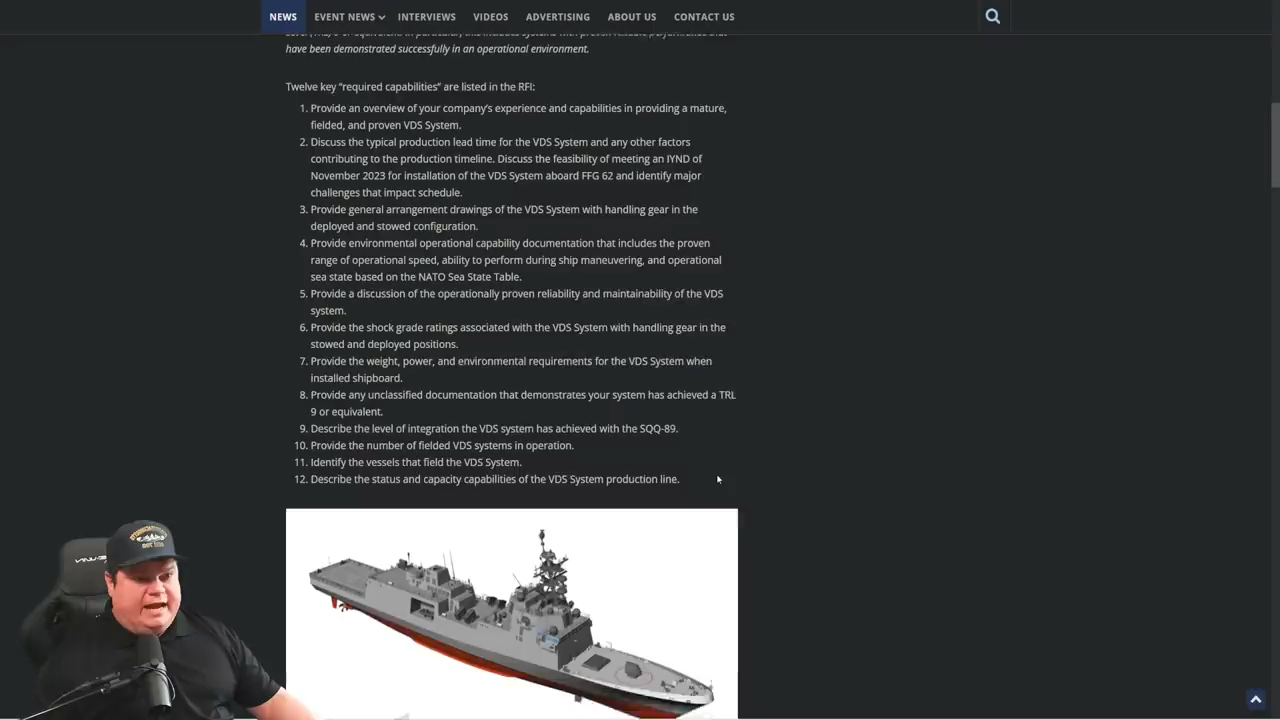 NEWS EVENT NEWS INTERVIEWS VIDEOS ADVERTISING ABOUT US CONTACT US
have been demonstrated successfully in an operational environment.
Twelve key “required capabilities” are listed in the RFI:
1. Provide an overview of your company’s experience and capabilities in providing a mature,
fielded, and proven VDS System.
2. Discuss the typical production lead time for the VDS System and any other factors
contributing to the production timeline. Discuss the feasibility of meeting an IYND of
November 2023 for installation of the VDS System aboard FFG 62 and identify major
challenges that impact schedule.
3. Provide general arrangement drawings of the VDS System with handling gear in the
deployed and stowed configuration.
4. Provide environmental operational capability documentation that includes the proven
range of operational speed, ability to perform during ship maneuvering, and operational
sea state based on the NATO Sea State Table.
5. Provide a discussion of the operationally proven reliability and maintainability of the VDS
system.
6. Provide the shock grade ratings associated with the VDS System with handling gear in the
stowed and deployed positions.
7. Provide the weight, power, and environmental requirements for the VDS System when
installed shipboard.
8. Provide any unclassified documentation that demonstrates your system has achieved a TRL
9 or equivalent.
9. Describe the level of integration the VDS system has achieved with the SQQ-89.
10. Provide the number of fielded VDS systems in operation.
11. Identify the vessels that field the VDS System.
12. Describe the status and capacity capabilities of the VDS System production line.